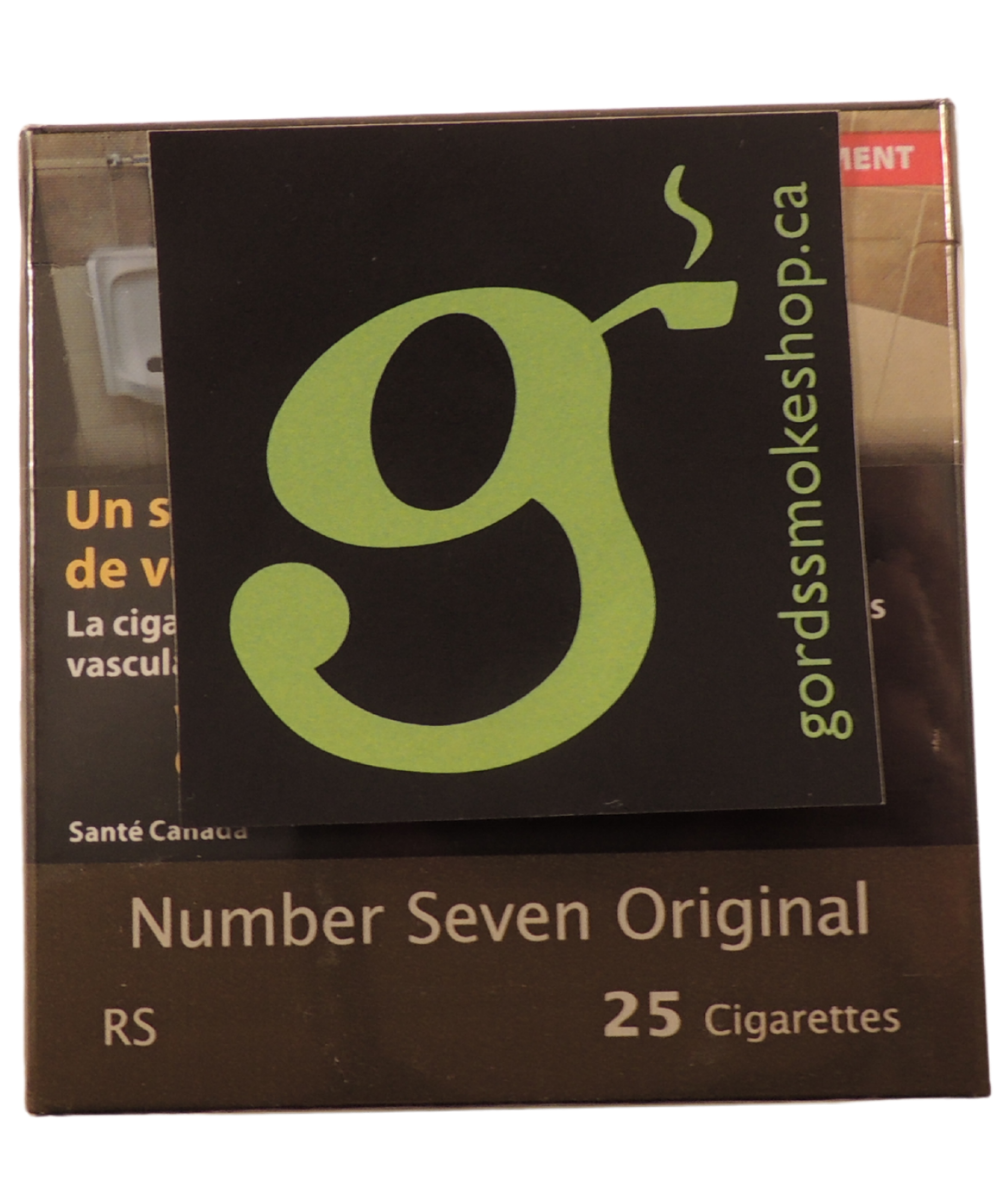 MENT
g
gordssmokeshop.ca
Un s
de v
La ciga
s
vascula
Santé Canada
Number Seven Original
RS
25 Cigarettes